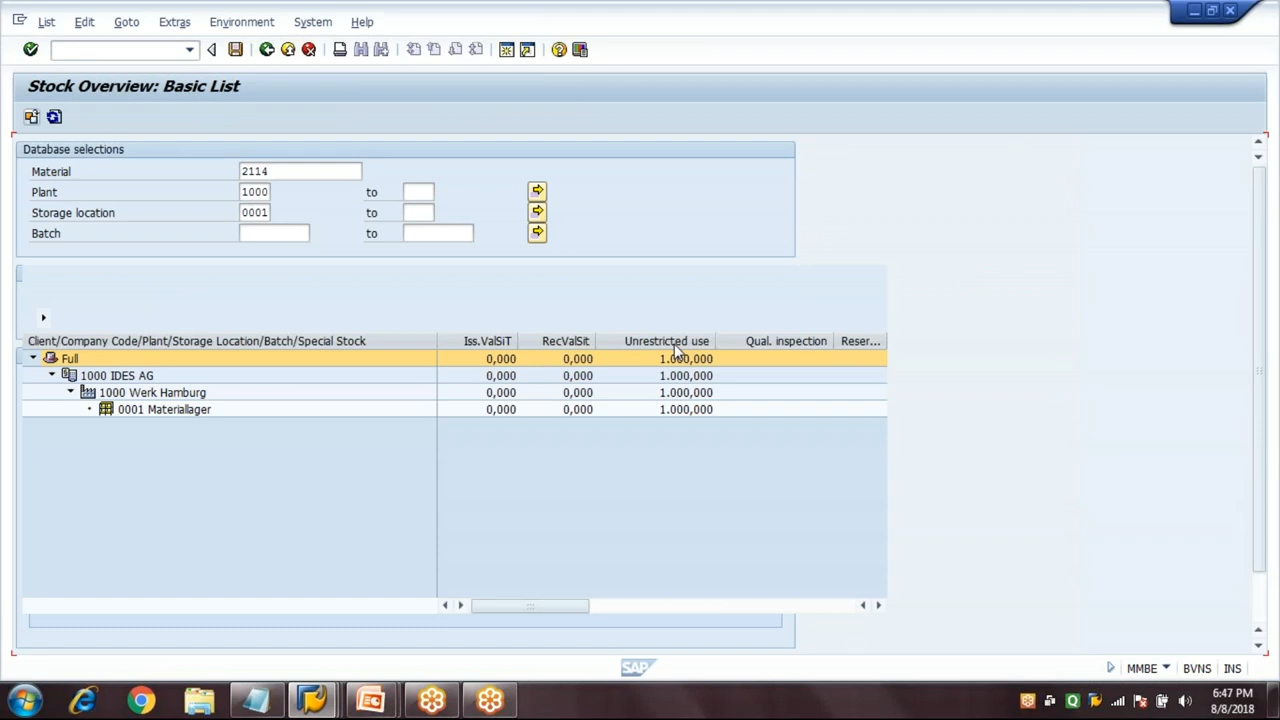 List Edit Goto Extras Environment System Help
Stock Overview: Basic List
Database selections
Material 2114
Plant 1000 to
Storage location 0001 to
Batch to
Client/Company Code/Plant/Storage Location/Batch/Special Stock Iss.ValSiT RecValSit Unrestricted use Qual. inspection Reser...
Full 0,000 0,000 1.000,000
1000 IDES AG 0,000 0,000 1.000,000
1000 Werk Hamburg 0,000 0,000 1.000,000
0001 Materiallager 0,000 0,000 1.000,000
SAP MMBE BVNS INS
6:47 PM
8/8/2018